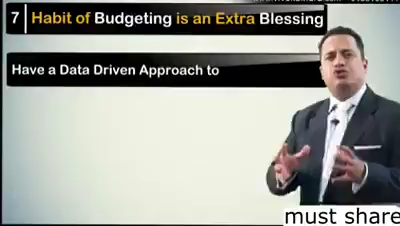 7 | Habit of Budgeting is an Extra Blessing
Have a Data Driven Approach to
must share